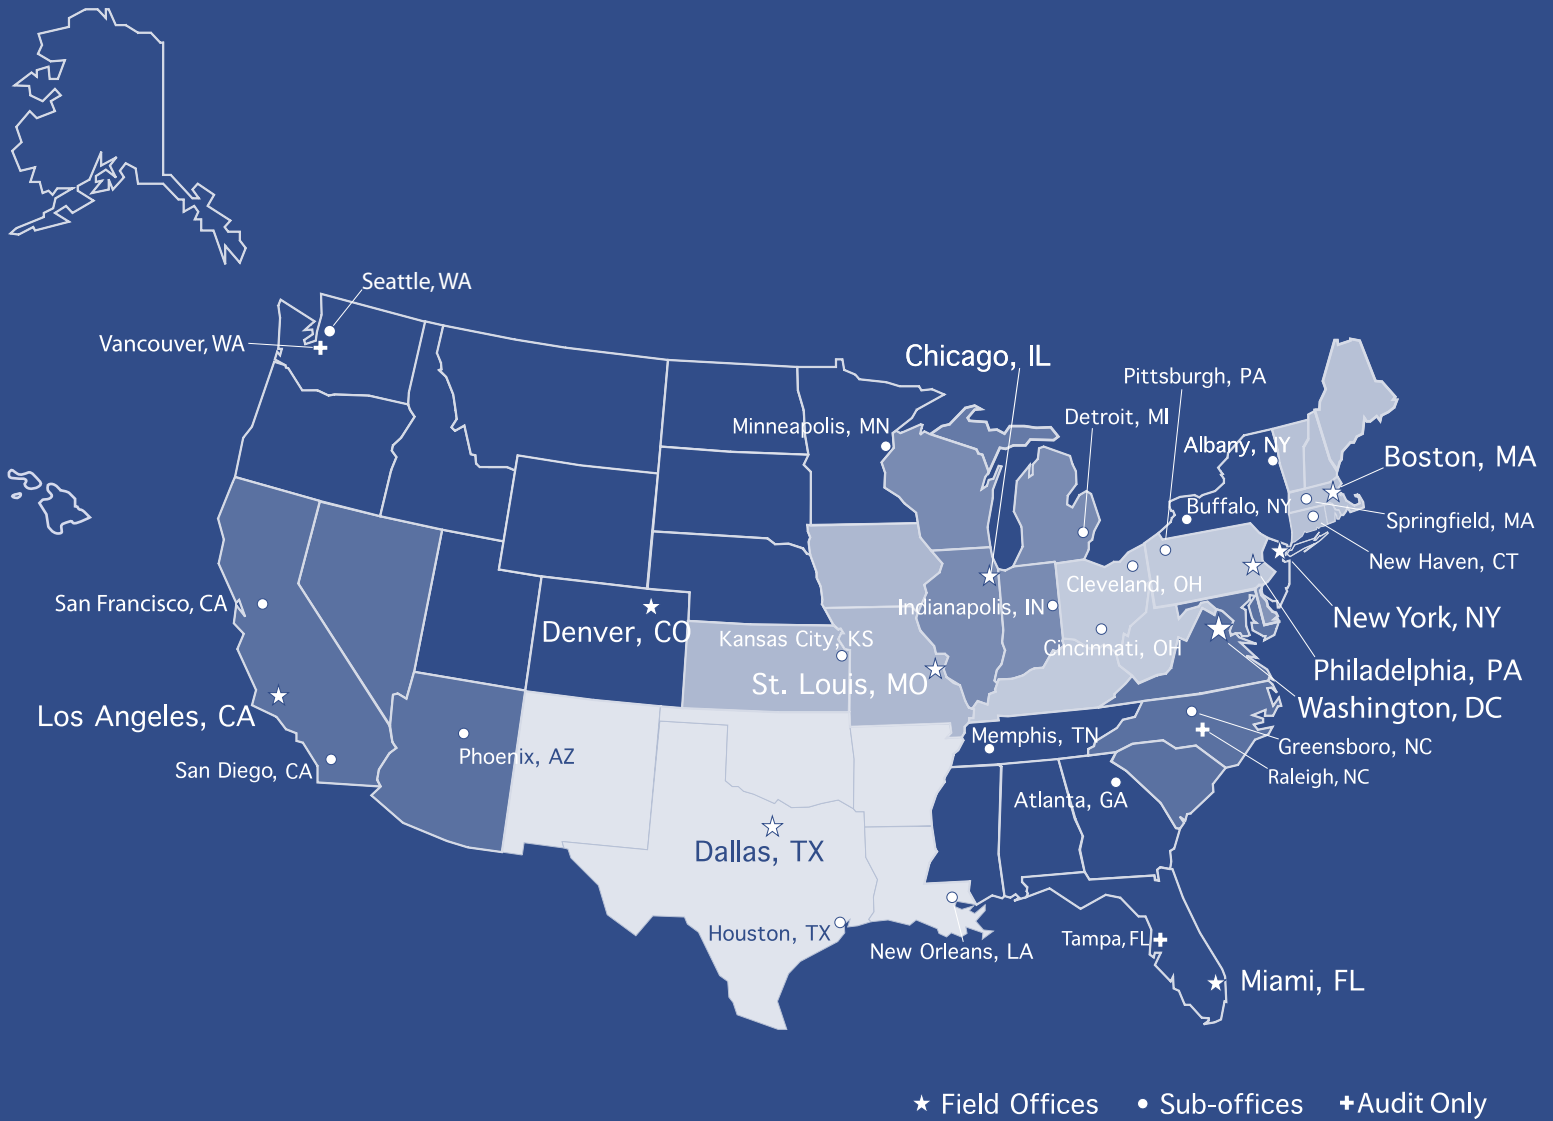 Seattle, WA
Vancouver, WA
Chicago, IL
Pittsburgh, PA
Detroit, MI
Minneapolis, MN
Albany, NY
Boston, MA
Buffalo, NY
Springfield, MA
New Haven, CT
Cleveland, OH
San Francisco, CA
Indianapolis, IN
New York, NY
Denver, CO
Kansas City, KS
Cincinnati, OH
Philadelphia, PA
St. Louis, MO
Washington, DC
Los Angeles, CA
Memphis, TN
Greensboro, NC
Phoenix, AZ
San Diego, CA
Raleigh, NC
Atlanta, GA
Dallas, TX
Houston, TX
Tampa, FL
New Orleans, LA
Miami, FL
Field Offices Sub-offices Audit Only